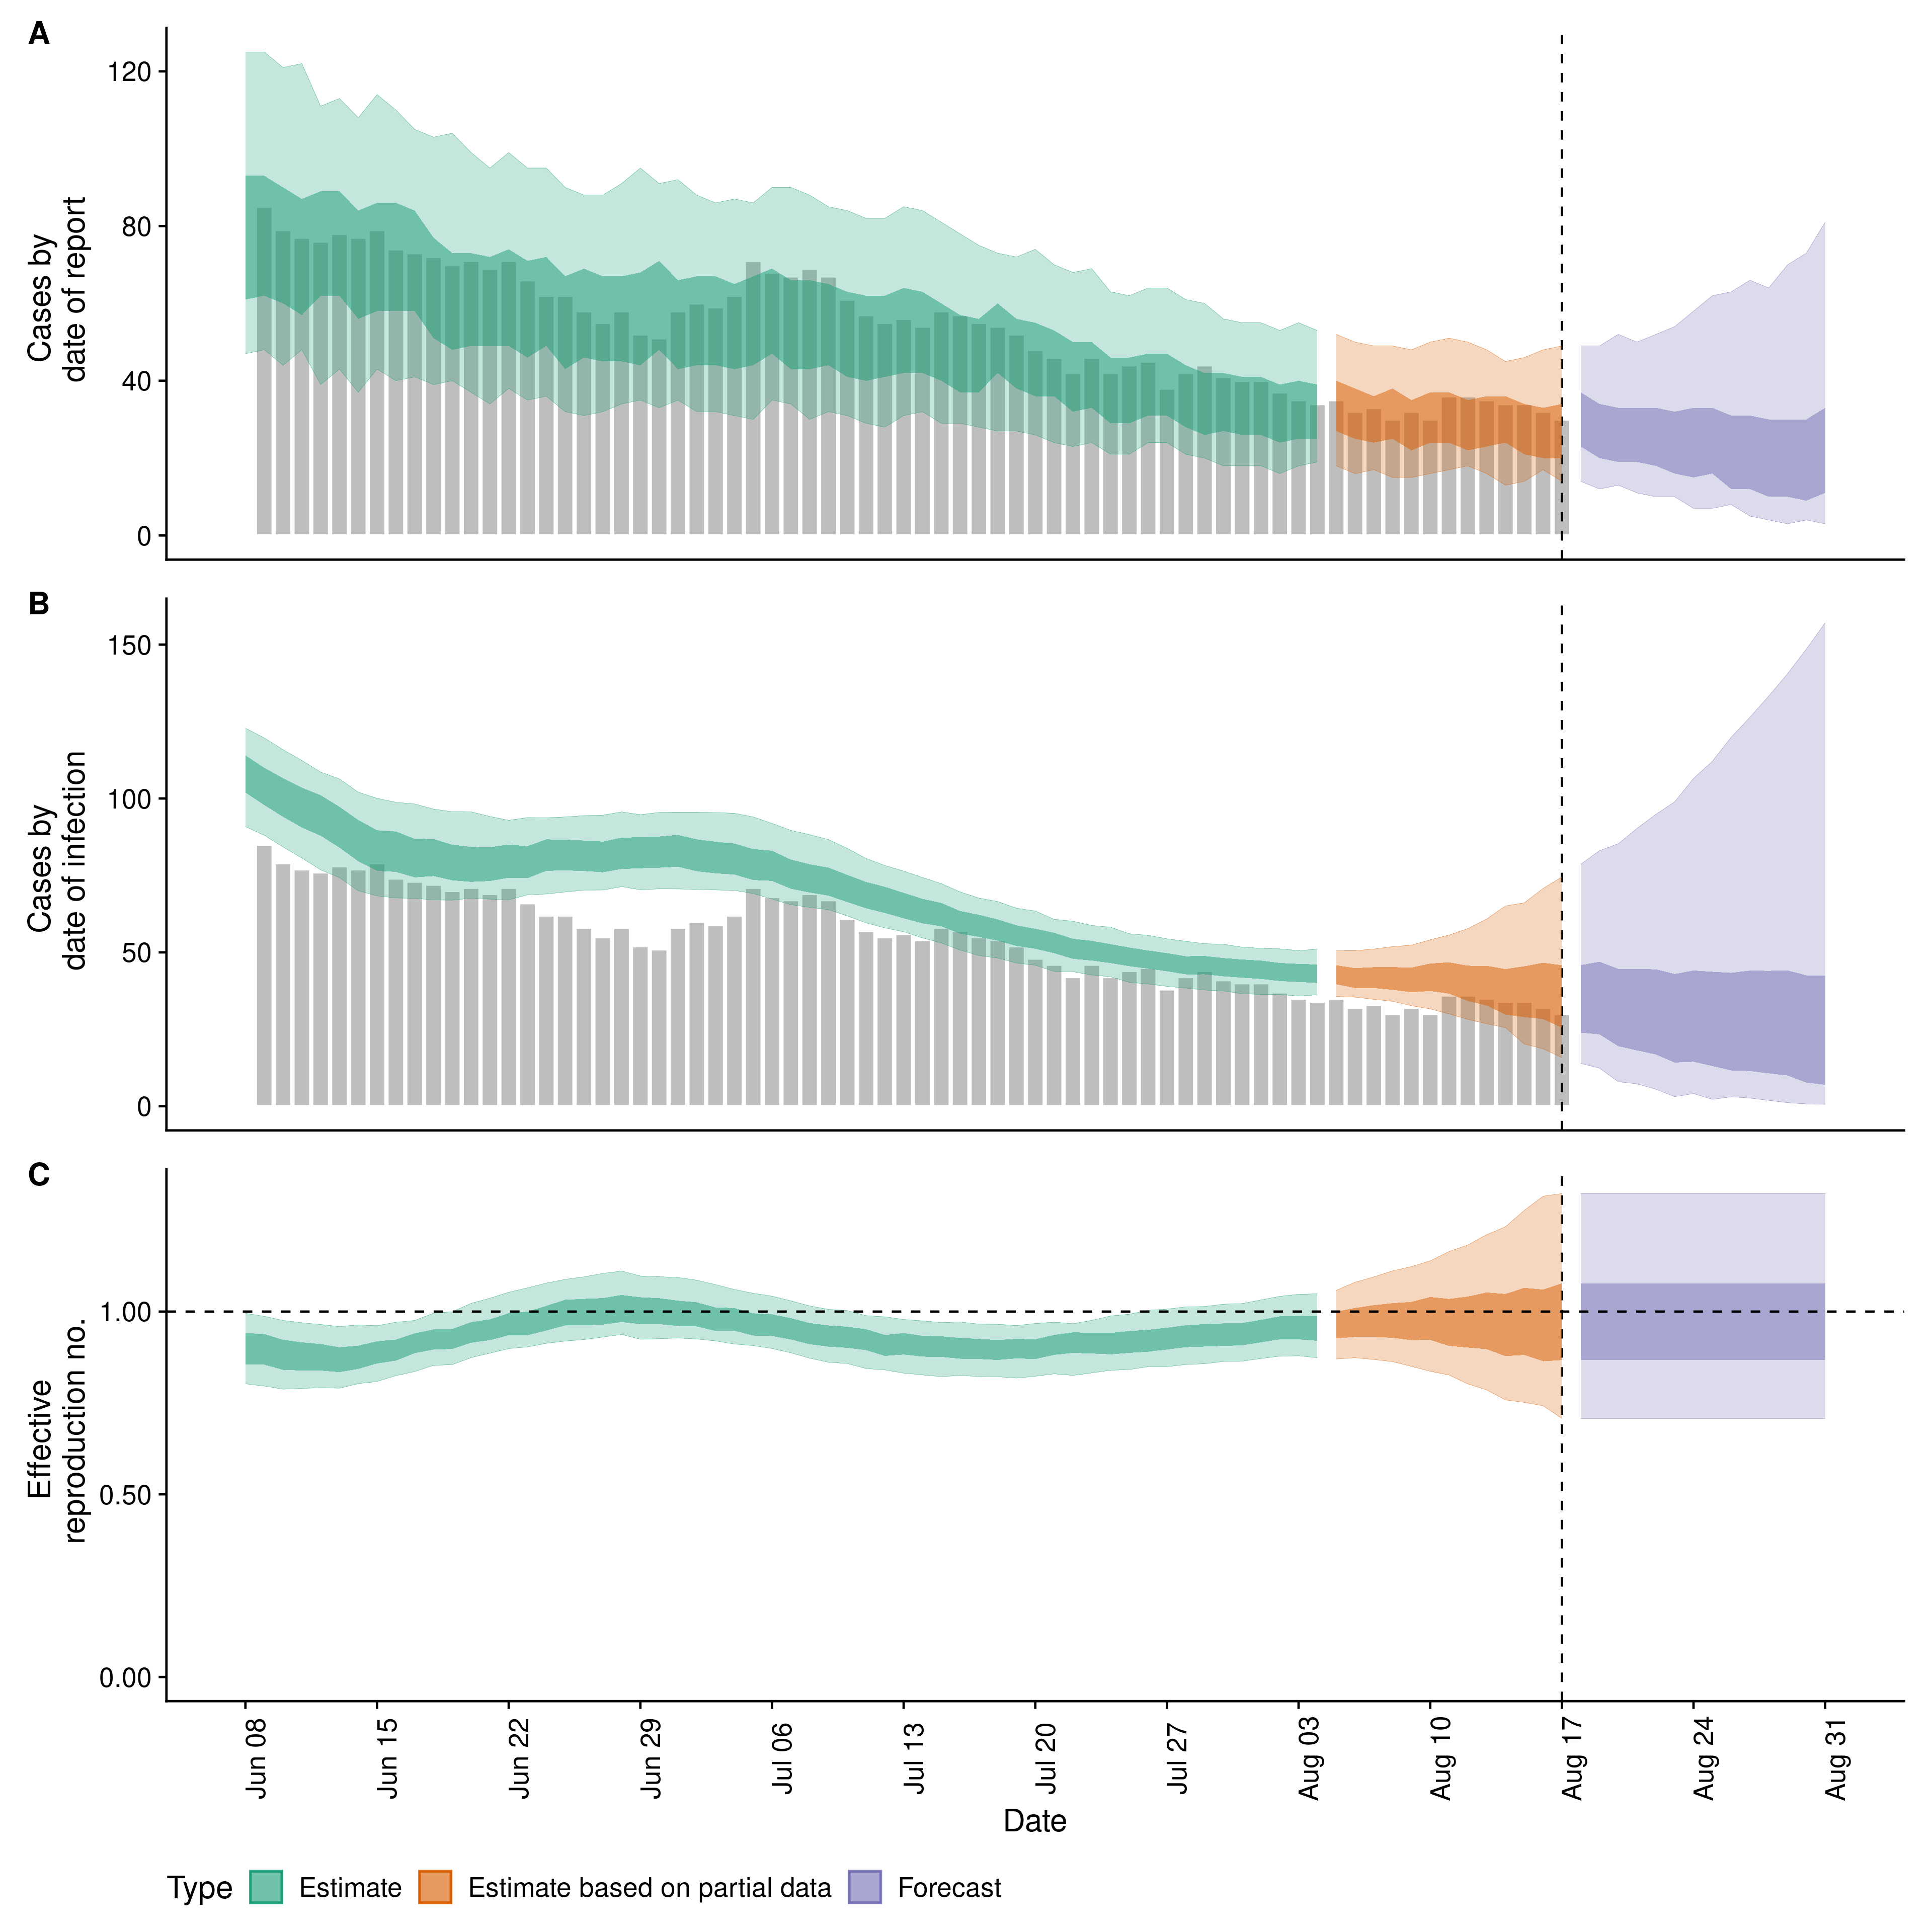 A
Cases by
date of report
120
80
40
0
B
Cases by
date of infection
150
100
50
0
C
Effective
reproduction no.
1.00
0.50
0.00
Jun 08
Jun 15
Jun 22
Jun 29
Jul 06
Jul 13
Jul 20
Jul 27
Aug 03
Aug 10
Aug 17
Aug 24
Aug 31
Date
Type Estimate Estimate based on partial data Forecast